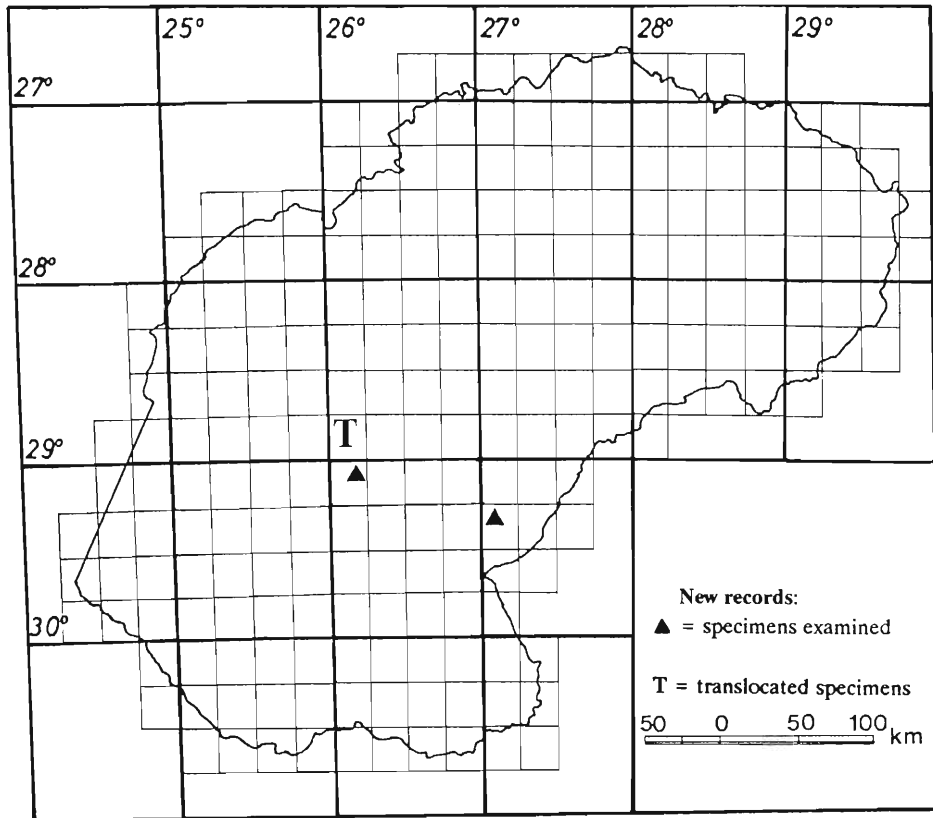 25° 26° 27° 28° 29°
27°
28°
T
29°
30°
New records:
▲ = specimens examined
T = translocated specimens
50 0 50 100 km